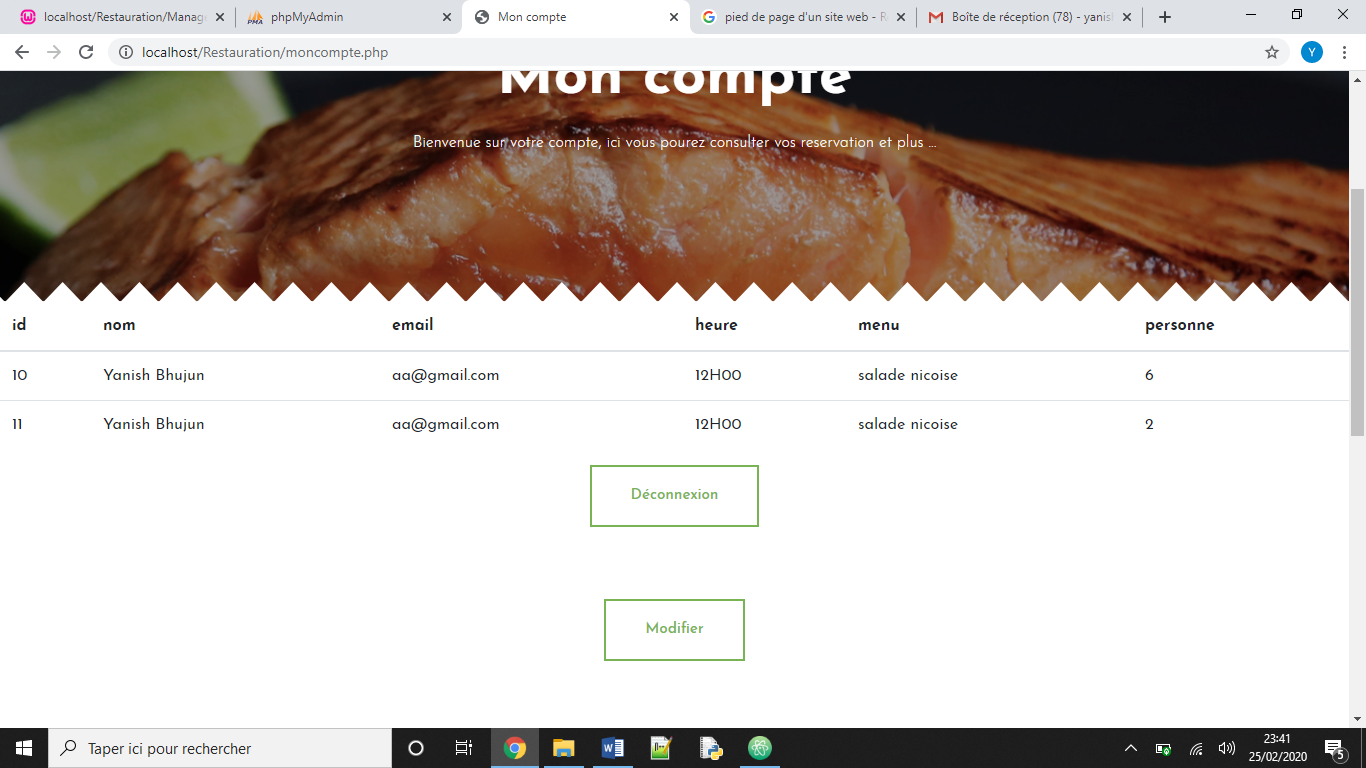 localhost/Restauration/Manage
phpMyAdmin
Mon compte
pied de page d'un site web - R
Boîte de réception (78) - yanis
localhost/Restauration/moncompte.php
Y
Mon compte
Bienvenue sur votre compte, ici vous pourez consulter vos reservation et plus ...
id nom email heure menu personne
10 Yanish Bhujun aa@gmail.com 12H00 salade nicoise 6
11 Yanish Bhujun aa@gmail.com 12H00 salade nicoise 2
Déconnexion
Modifier
Taper ici pour rechercher
23:41
25/02/2020
5